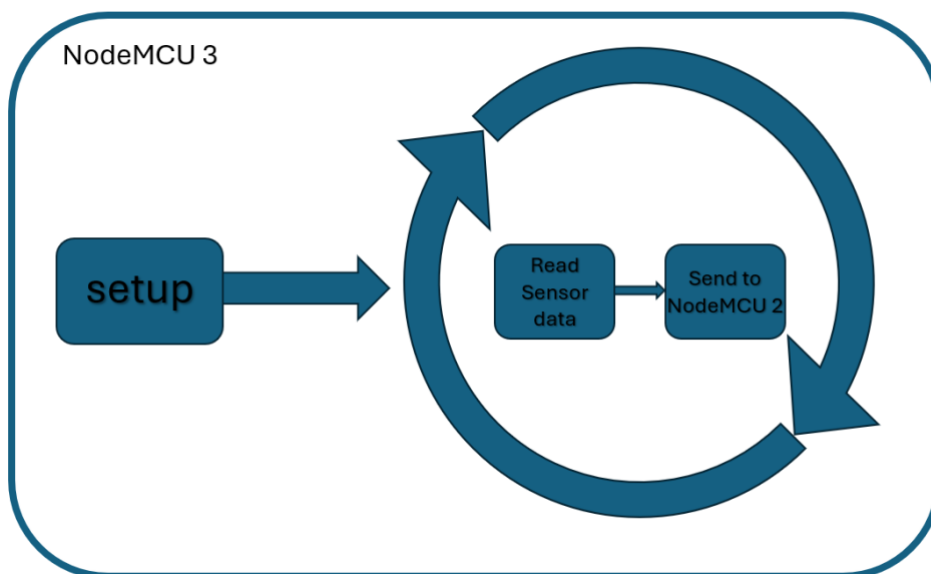 NodeMCU 3
setup
Read
Sensor
data
Send to
NodeMCU 2